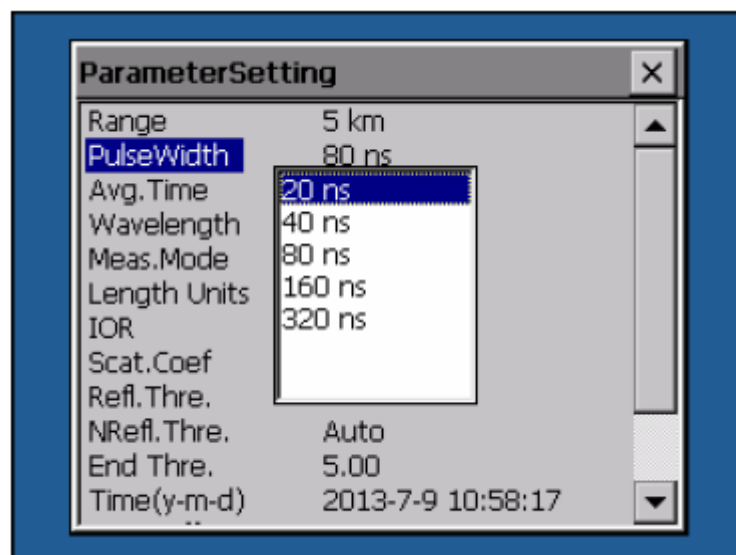 ParameterSetting
Range 5 km
PulseWidth 80 ns
Avg.Time 20 ns
Wavelength 40 ns
Meas.Mode 80 ns
Length Units 160 ns
IOR 320 ns
Scat.Coef
Refl.Thre.
NRefl.Thre. Auto
End Thre. 5.00
Time(y-m-d) 2013-7-9 10:58:17